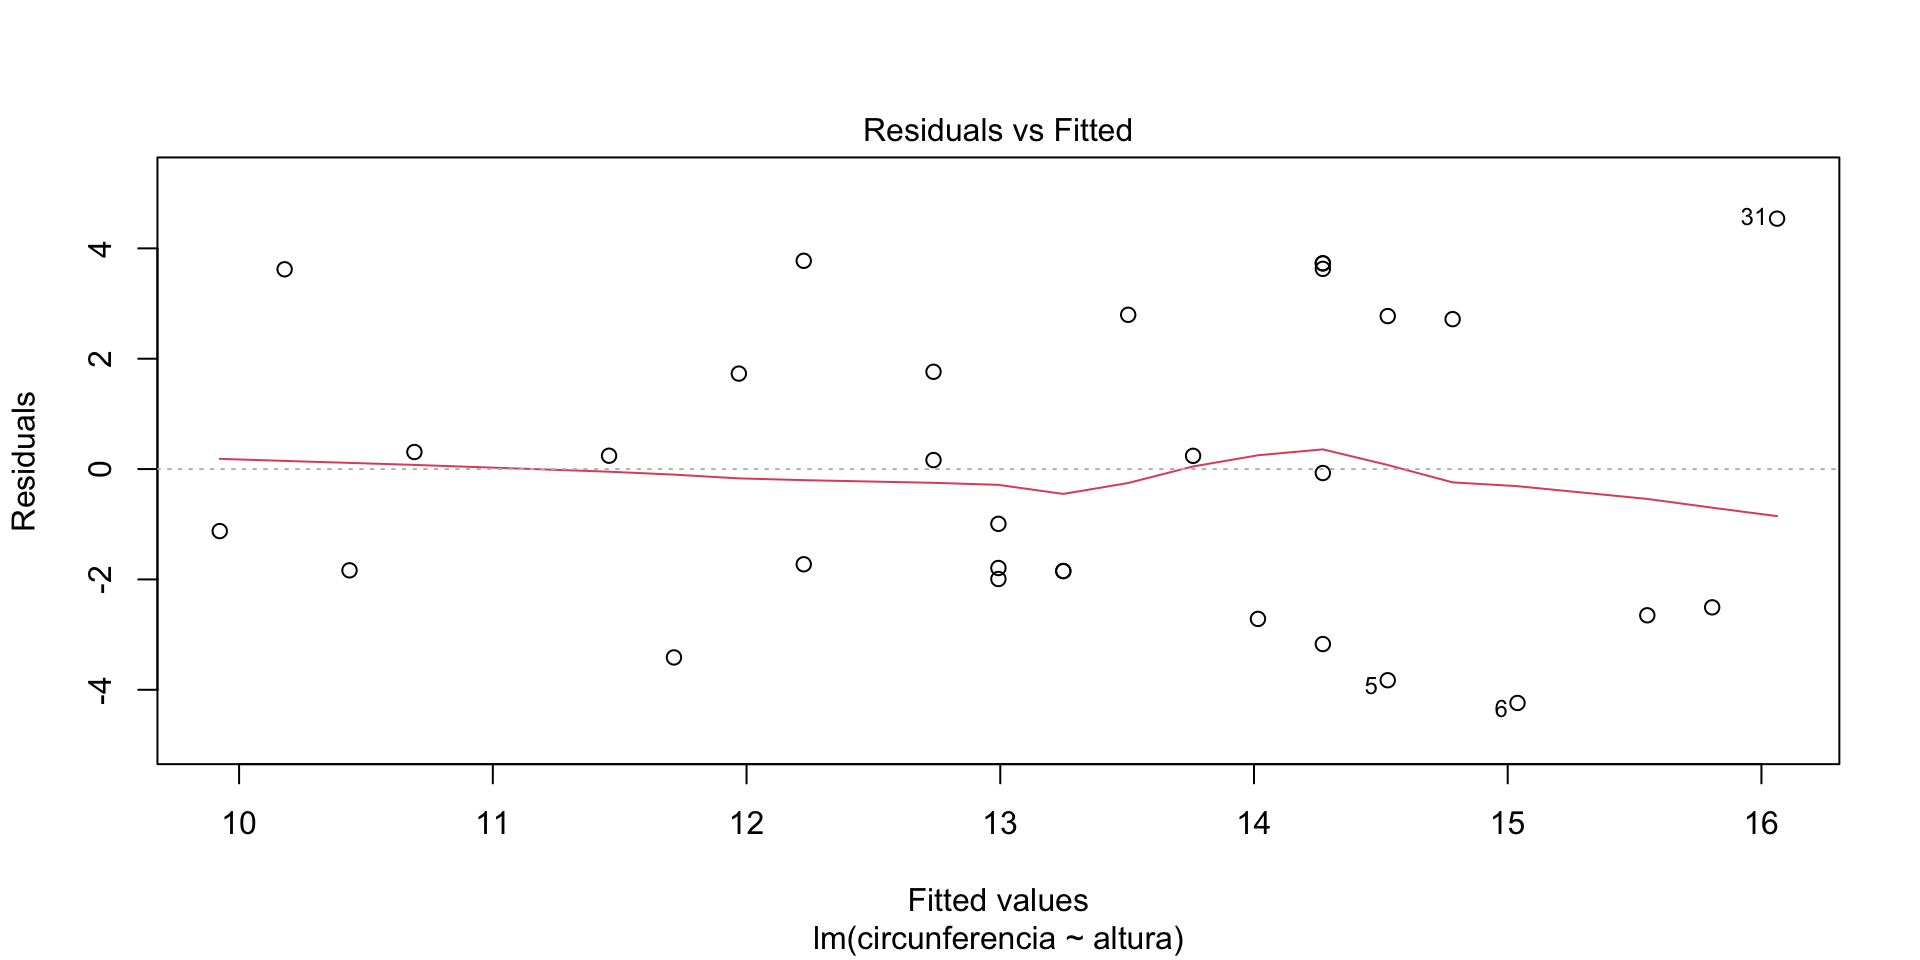 Residuals vs Fitted
Residuals
4
2
0
-2
-4
31
5
6
10 11 12 13 14 15 16
Fitted values
lm(circunferencia ~ altura)